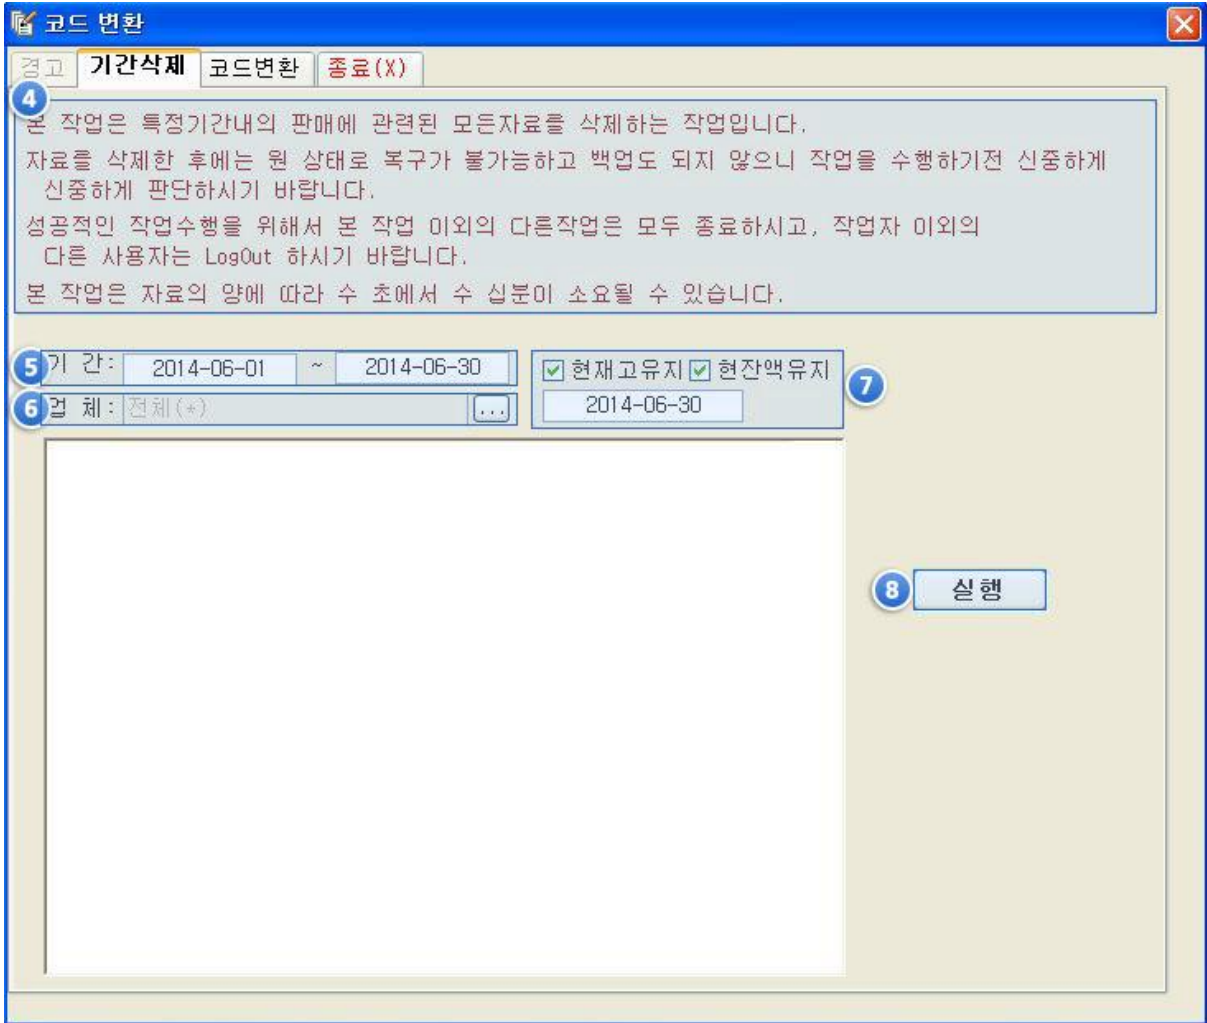 코드 변환
경고 기간삭제 코드변환 종료(X)
4
본 작업은 특정기간내의 판매에 관련된 모든자료를 삭제하는 작업입니다.
자료를 삭제한 후에는 원 상태로 복구가 불가능하고 백업도 되지 않으니 작업을 수행하기전 신중하게
신중하게 판단하시기 바랍니다.
성공적인 작업수행을 위해서 본 작업 이외의 다른작업은 모두 종료하시고, 작업자 이외의
다른 사용자는 LogOut 하시기 바랍니다.
본 작업은 자료의 양에 따라 수 초에서 수 십분이 소요될 수 있습니다.
5 기 간: 2014-06-01 ~ 2014-06-30
현재고유지 현잔액유지 7
6 업 체: 전체(*) ...
2014-06-30
8 실행